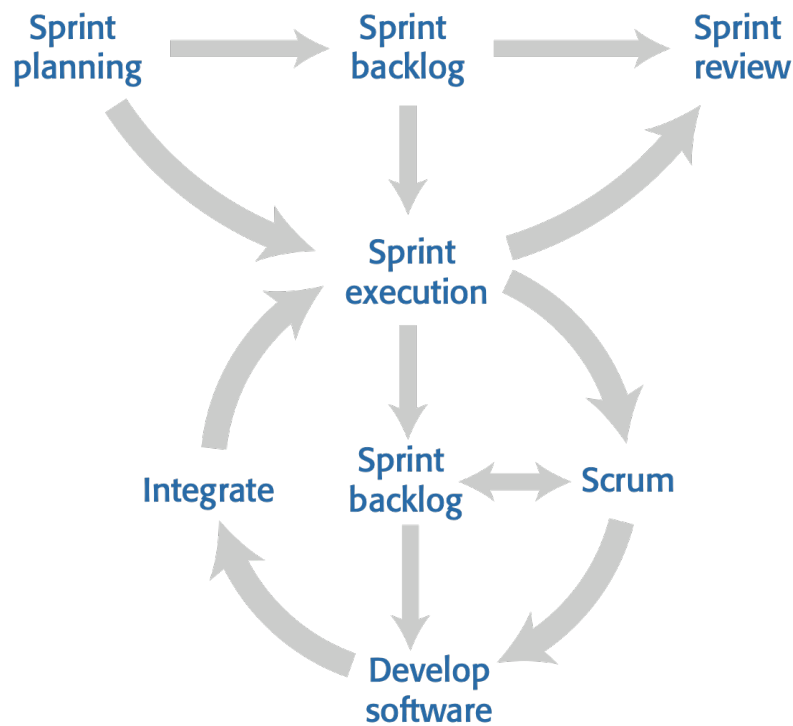 Sprint
planning
Sprint
backlog
Sprint
review
Sprint
execution
Integrate
Sprint
backlog
Scrum
Develop
software